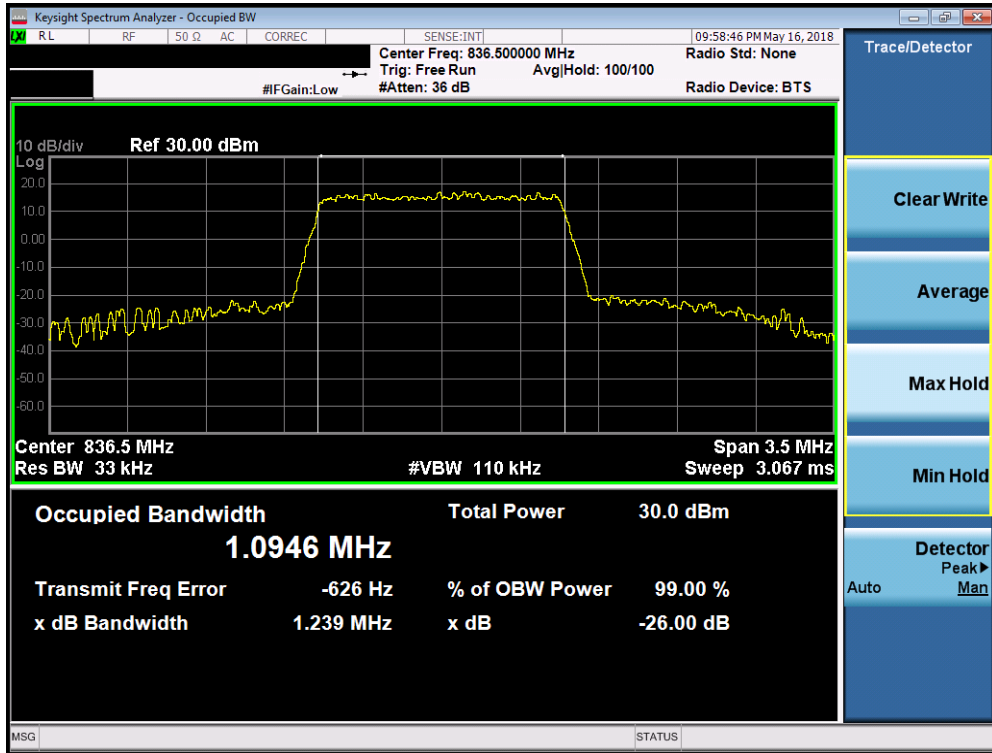 Keysight Spectrum Analyzer - Occupied BW
LXI RL RF 50 Ω AC CORREC SENSE:INT 09:58:46 PM May 16, 2018
Center Freq: 836.500000 MHz Radio Std: None
Trig: Free Run Avg|Hold: 100/100
#IFGain:Low #Atten: 36 dB Radio Device: BTS
10 dB/div Ref 30.00 dBm
Log
20.0
10.0
0.00
-10.0
-20.0
-30.0
-40.0
-50.0
-60.0
Center 836.5 MHz Span 3.5 MHz
Res BW 33 kHz #VBW 110 kHz Sweep 3.067 ms
Occupied Bandwidth Total Power 30.0 dBm
1.0946 MHz
Transmit Freq Error -626 Hz % of OBW Power 99.00 %
x dB Bandwidth 1.239 MHz x dB -26.00 dB
Trace/Detector
Clear Write
Average
Max Hold
Min Hold
Detector
Peak▶
Auto Man
MSG STATUS